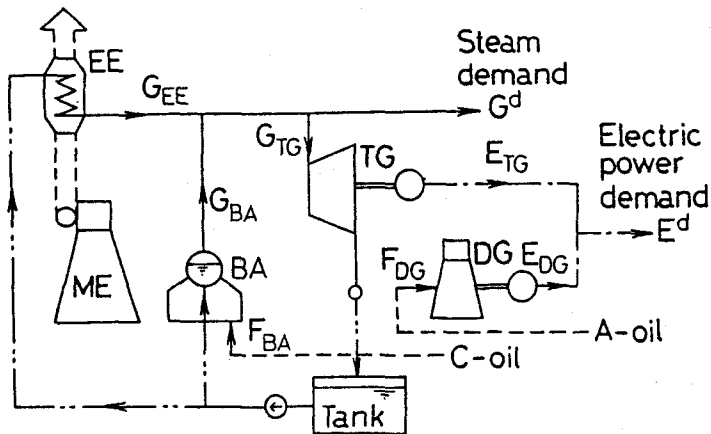 EE
Steam
demand
G^d
G_EE
G_TG
TG
E_TG
Electric
power
demand
E^d
G_BA
BA
ME
F_DG
DG
E_DG
F_BA
A-oil
C-oil
Tank